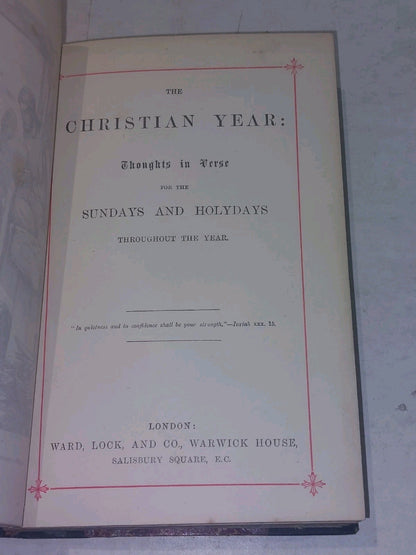 THE
CHRISTIAN YEAR:
Thoughts in Verse
FOR THE
SUNDAYS AND HOLYDAYS
THROUGHOUT THE YEAR.
"In quietness and in confidence shall be your strength."—Isaiah xxx. 15.
LONDON:
WARD, LOCK, AND CO., WARWICK HOUSE,
SALISBURY SQUARE, E.C.